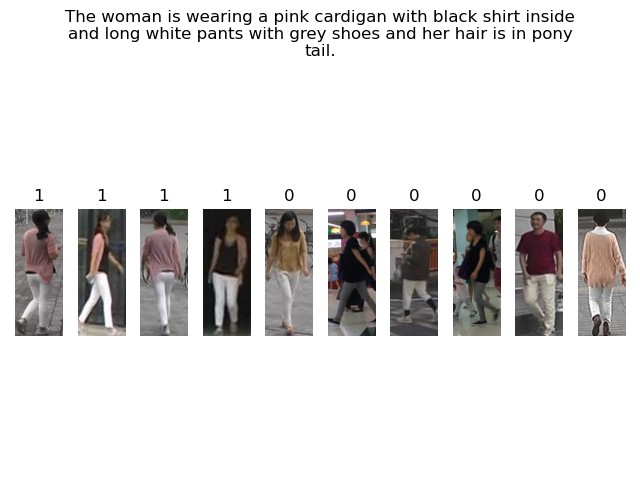 The woman is wearing a pink cardigan with black shirt inside
and long white pants with grey shoes and her hair is in pony
tail.
1 1 1 1 0 0 0 0 0 0